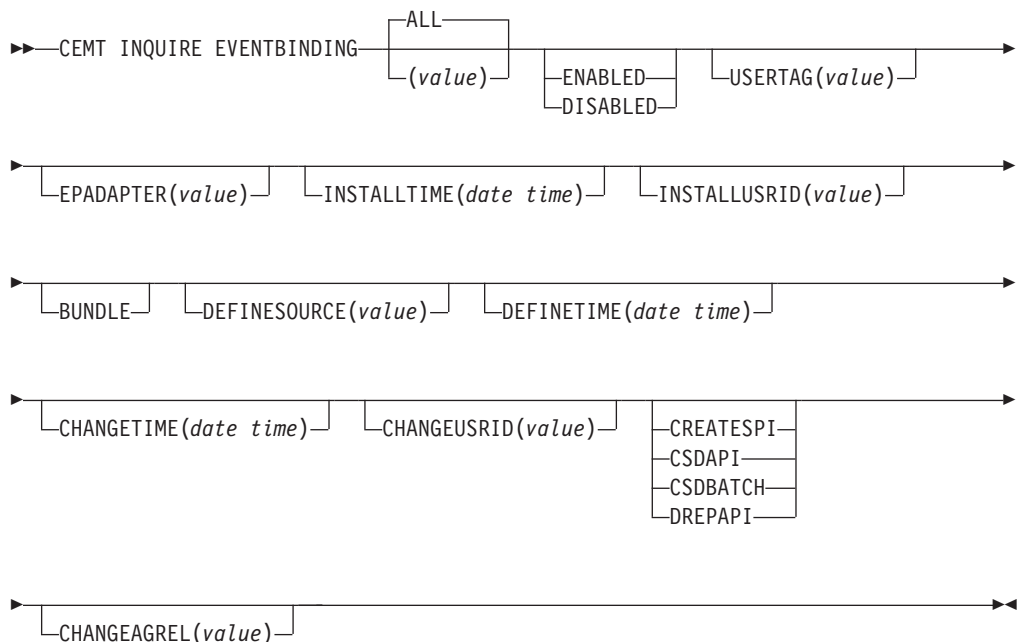 ALL
CEMT INQUIRE EVENTBINDING
(value)
ENABLED
DISABLED
USERTAG(value)
EPADAPTER(value) INSTALLTIME(date time) INSTALLUSRID(value)
BUNDLE DEFINESOURCE(value) DEFINETIME(date time)
CHANGETIME(date time) CHANGEUSRID(value)
CREATESPI
CSDAPI
CSDBATCH
DREPAPI
CHANGEAGREL(value)